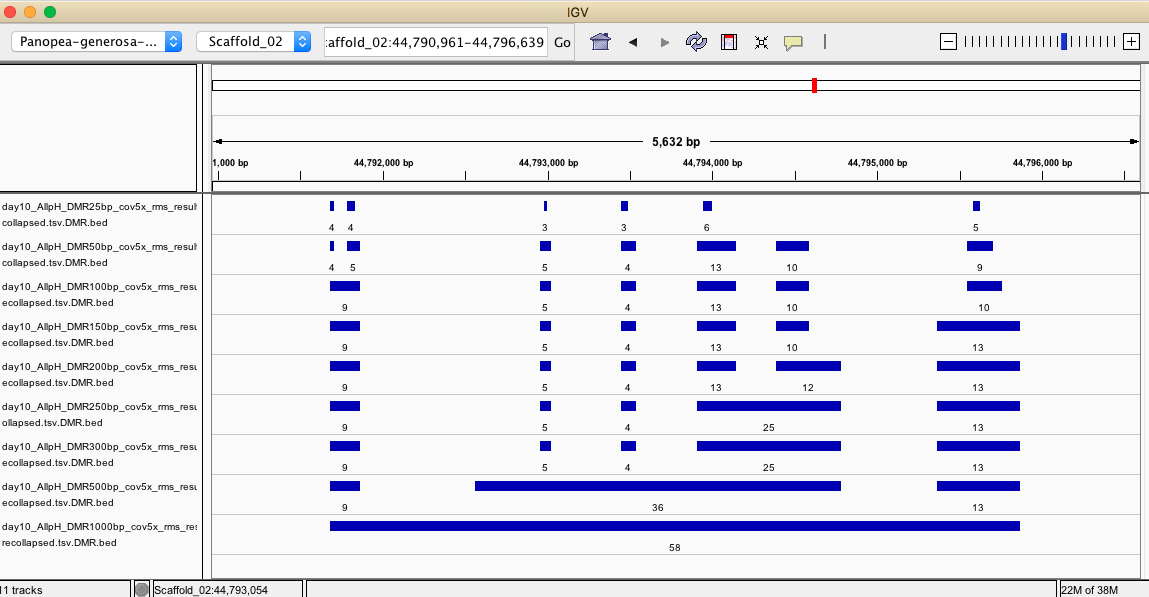 IGV
Panopea-generosa-... Scaffold_02 :affold_02:44,790,961-44,796,639 Go
5,632 bp
1,000 bp 44,792,000 bp 44,793,000 bp 44,794,000 bp 44,795,000 bp 44,796,000 bp
day10_AllpH_DMR25bp_cov5x_rms_resul
collapsed.tsv.DMR.bed
4 4 3 3 6 5
day10_AllpH_DMR50bp_cov5x_rms_resul
collapsed.tsv.DMR.bed
4 5 5 4 13 10 9
day10_AllpH_DMR100bp_cov5x_rms_resu
ecollapsed.tsv.DMR.bed
9 5 4 13 10 10
day10_AllpH_DMR150bp_cov5x_rms_resu
ecollapsed.tsv.DMR.bed
9 5 4 13 10 13
day10_AllpH_DMR200bp_cov5x_rms_resu
ecollapsed.tsv.DMR.bed
9 5 4 13 12 13
day10_AllpH_DMR250bp_cov5x_rms_resu
ollapsed.tsv.DMR.bed
9 5 4 25 13
day10_AllpH_DMR300bp_cov5x_rms_resu
ecollapsed.tsv.DMR.bed
9 5 4 25 13
day10_AllpH_DMR500bp_cov5x_rms_resu
ecollapsed.tsv.DMR.bed
9 36 13
day10_AllpH_DMR1000bp_cov5x_rms_res
recollapsed.tsv.DMR.bed
58
11 tracks Scaffold_02:44,793,054 22M of 38M